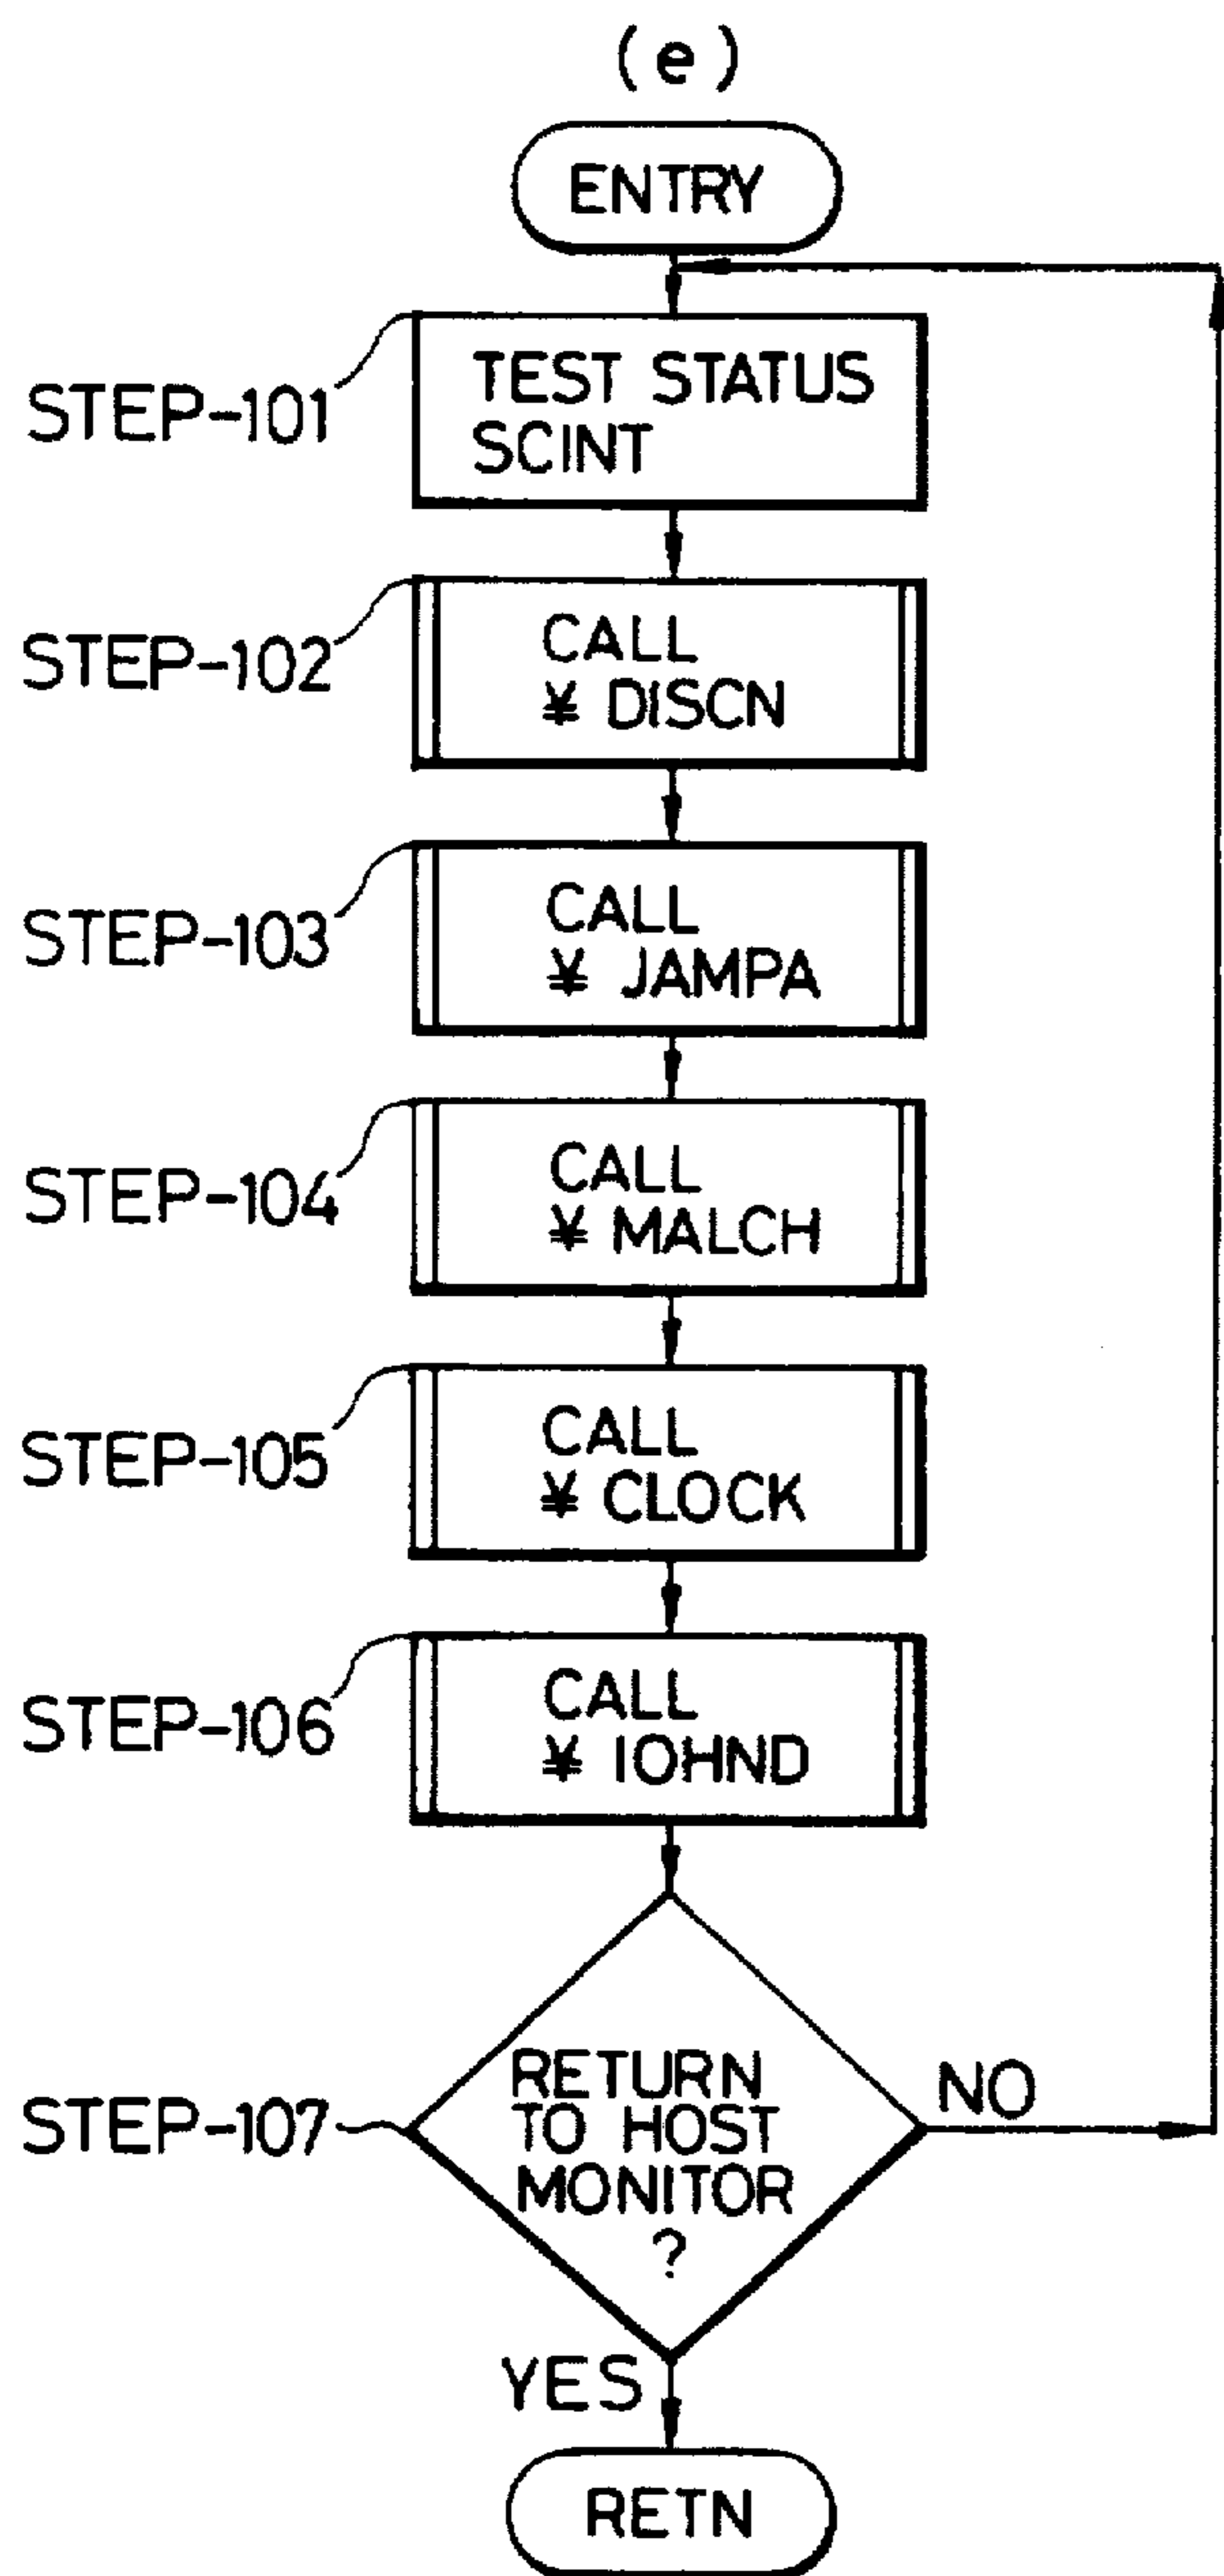 (e)
ENTRY
STEP-101
TEST STATUS
SCINT
STEP-102
CALL
¥ DISCN
STEP-103
CALL
¥ JAMPA
STEP-104
CALL
¥ MALCH
STEP-105
CALL
¥ CLOCK
STEP-106
CALL
¥ IOHND
STEP-107
RETURN
TO HOST
MONITOR
?
NO
YES
RETN